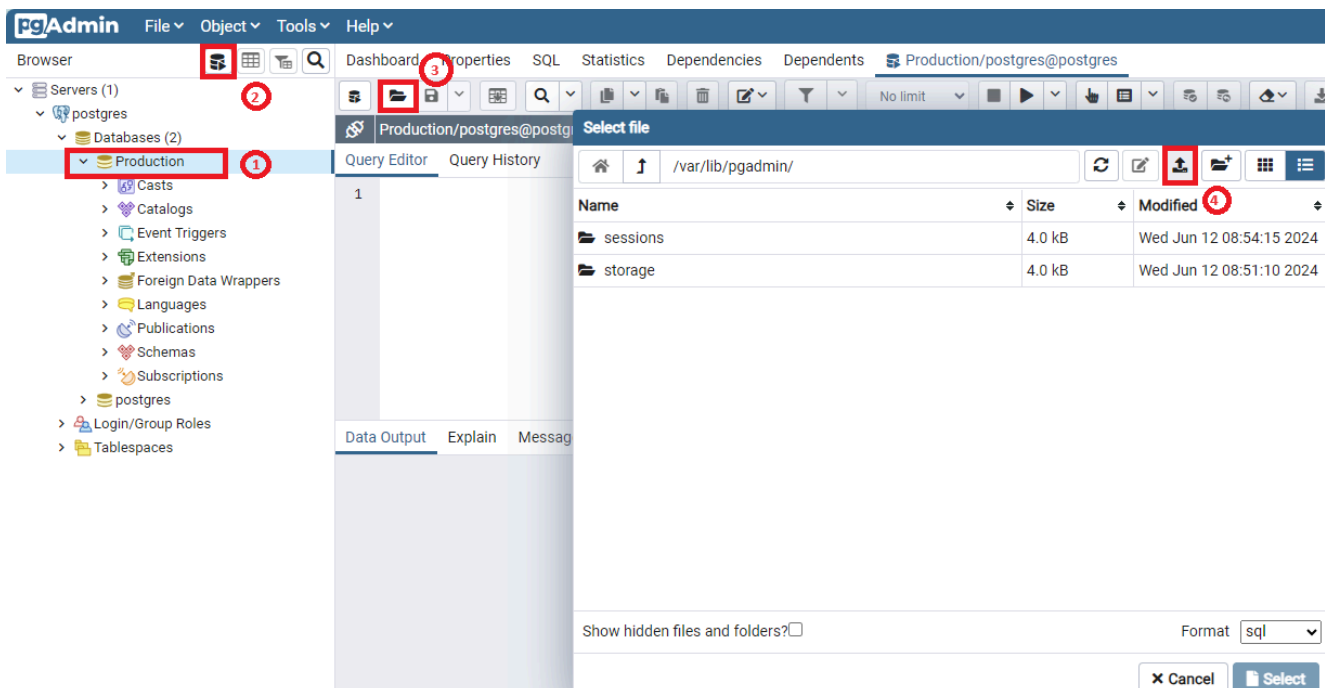 pgAdmin File Object Tools Help
Browser
Dashboard Properties SQL Statistics Dependencies Dependents Production/postgres@postgres
3
2
Servers (1)
No limit
postgres
Production/postgres@postg
Select file
Databases (2)
Production
1
Query Editor Query History
/var/lib/pgadmin/
Casts
1
Catalogs
Name Size Modified
4
Event Triggers
sessions 4.0 kB Wed Jun 12 08:54:15 2024
Extensions
storage 4.0 kB Wed Jun 12 08:51:10 2024
Foreign Data Wrappers
Languages
Publications
Schemas
Subscriptions
postgres
Login/Group Roles
Data Output Explain Messag
Tablespaces
Show hidden files and folders?
Format sql
Cancel Select